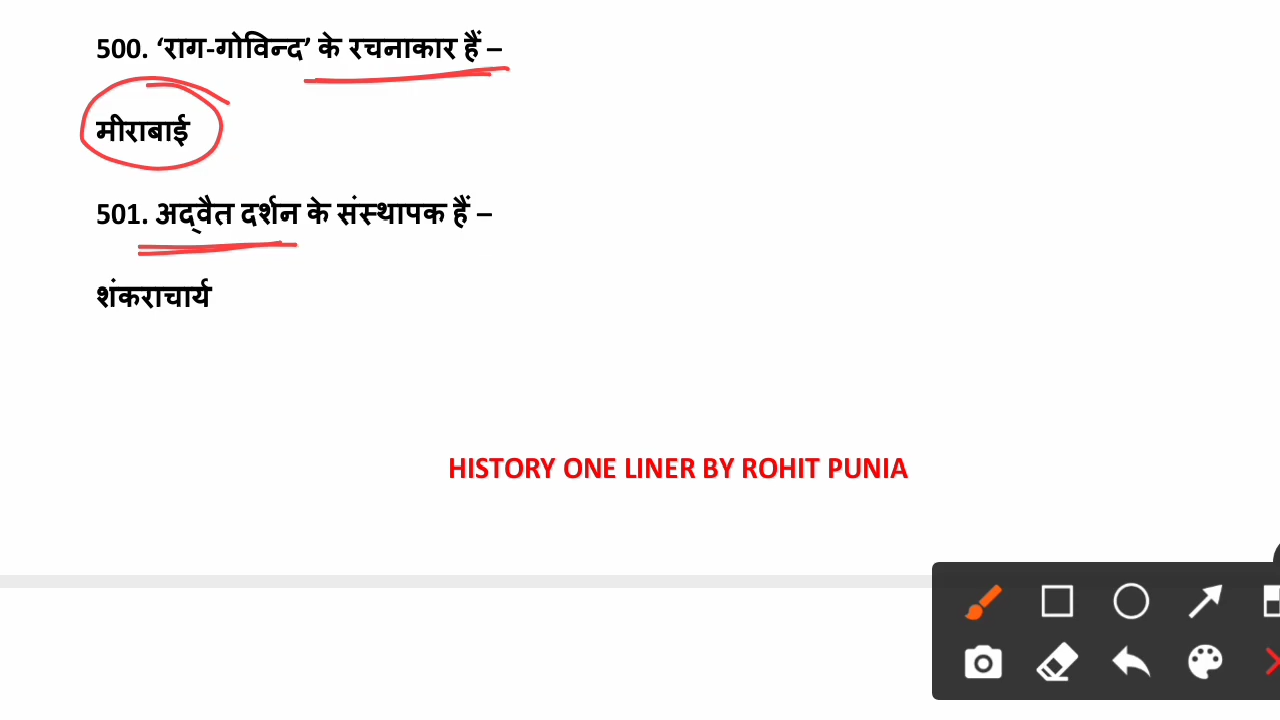 500. ‘राग-गोविन्द’ के रचनाकार हैं –
मीराबाई
501. अद्वैत दर्शन के संस्थापक हैं –
शंकराचार्य
HISTORY ONE LINER BY ROHIT PUNIA